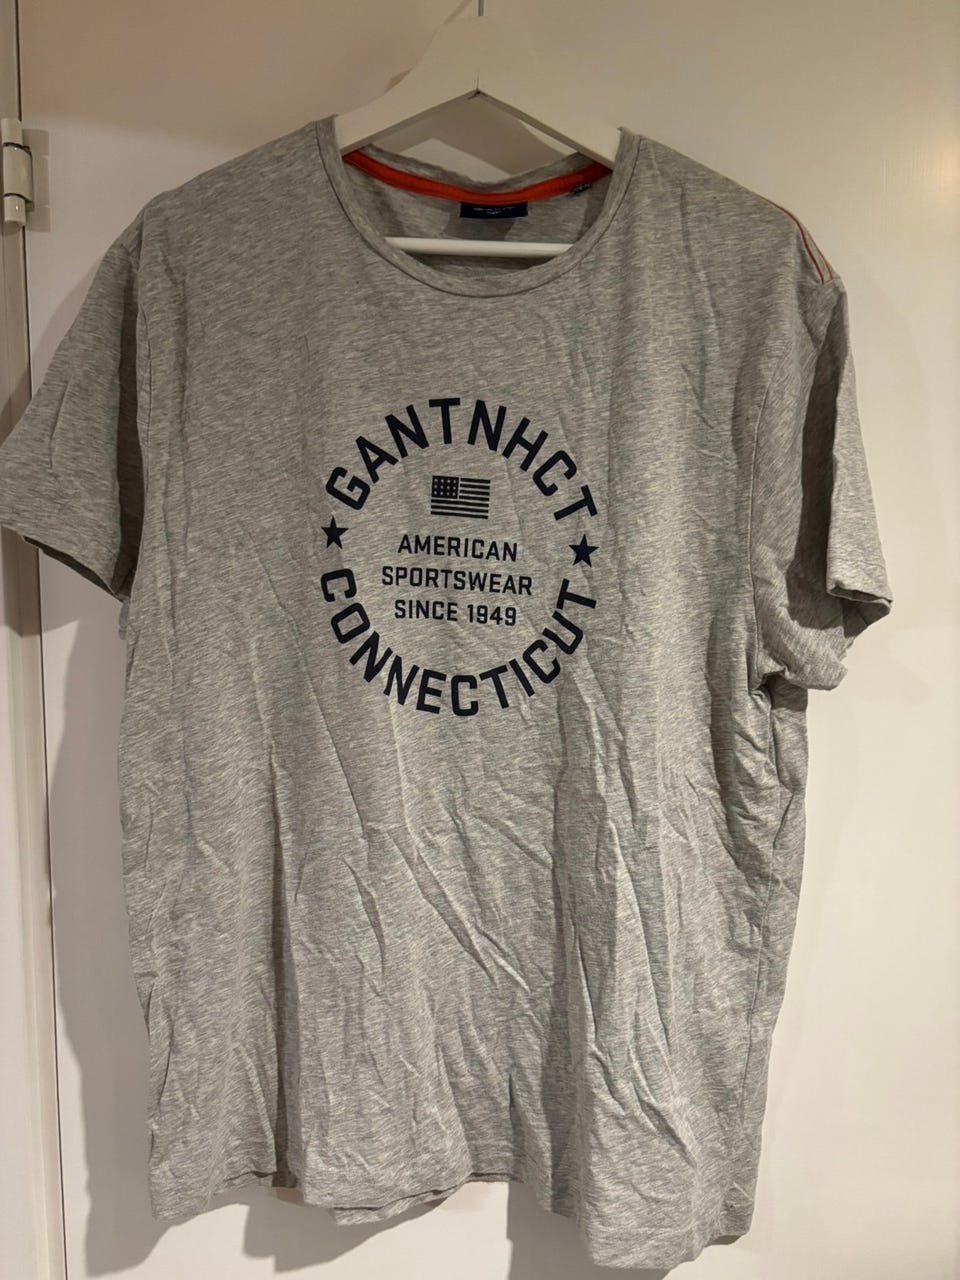 GANTNHCT
AMERICAN
SPORTSWEAR
SINCE 1949
CONNECTICUT